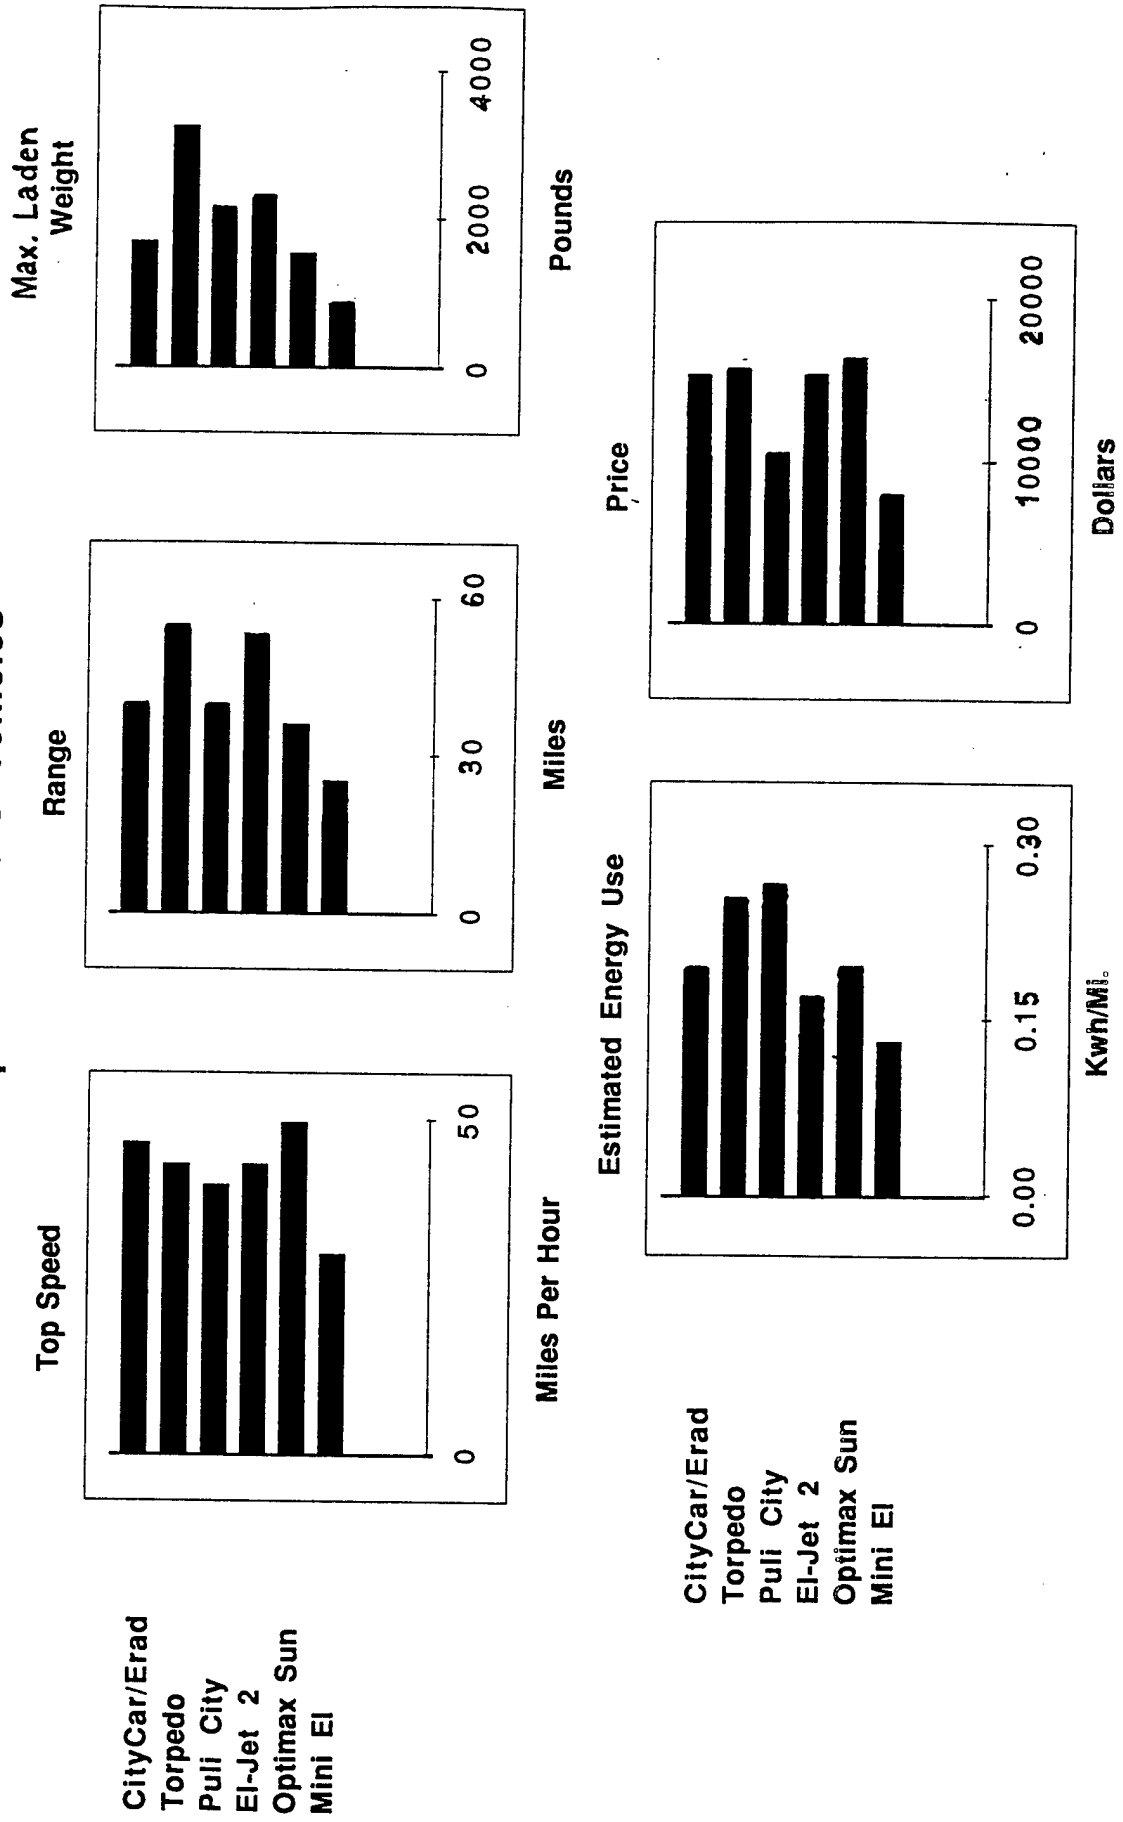 Top Speed
Range
Max. Laden
Weight
CityCar/Erad
Torpedo
Puli City
El-Jet 2
Optimax Sun
Mini El
0
50
0
30
60
0
2000
4000
Miles Per Hour
Miles
Pounds
Estimated Energy Use
Price
CityCar/Erad
Torpedo
Puli City
El-Jet 2
Optimax Sun
Mini El
0.00
0.15
0.30
0
10000
20000
Kwh/Mi.
Dollars